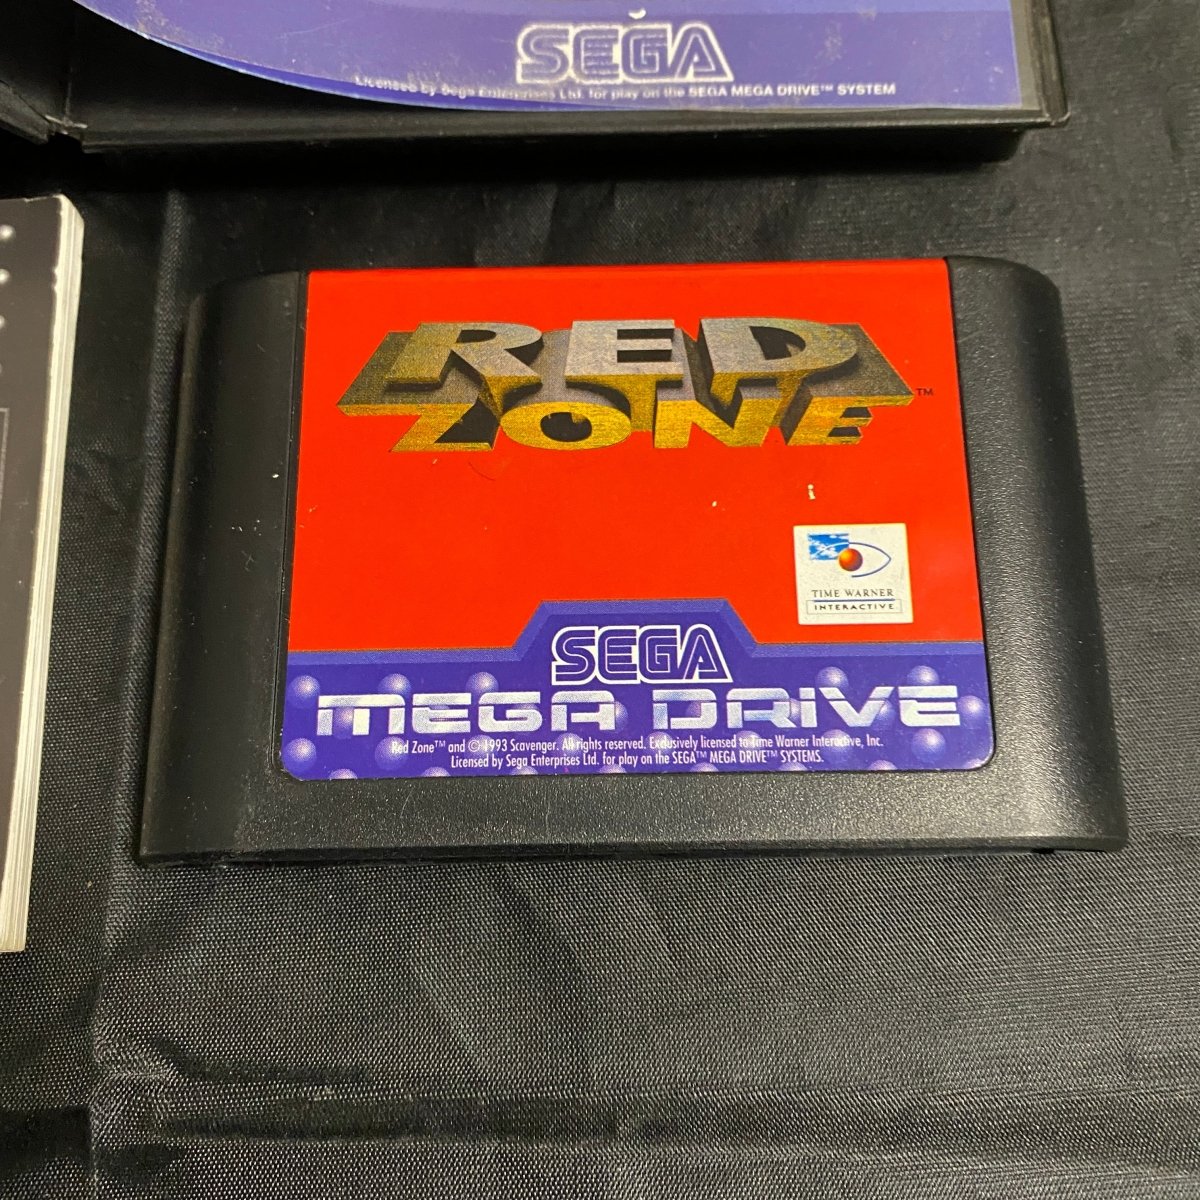 SEGA
Licensed by Sega Enterprises Ltd. for play on the SEGA MEGA DRIVE™ SYSTEM
RED
ZONE™
TIME WARNER
INTERACTIVE
SEGA
MEGA DRIVE
Red Zone™ and © 1993 Scavenger. All rights reserved. Exclusively licensed to Time Warner Interactive, Inc.
Licensed by Sega Enterprises Ltd. for play on the SEGA™ MEGA DRIVE™ SYSTEMS.